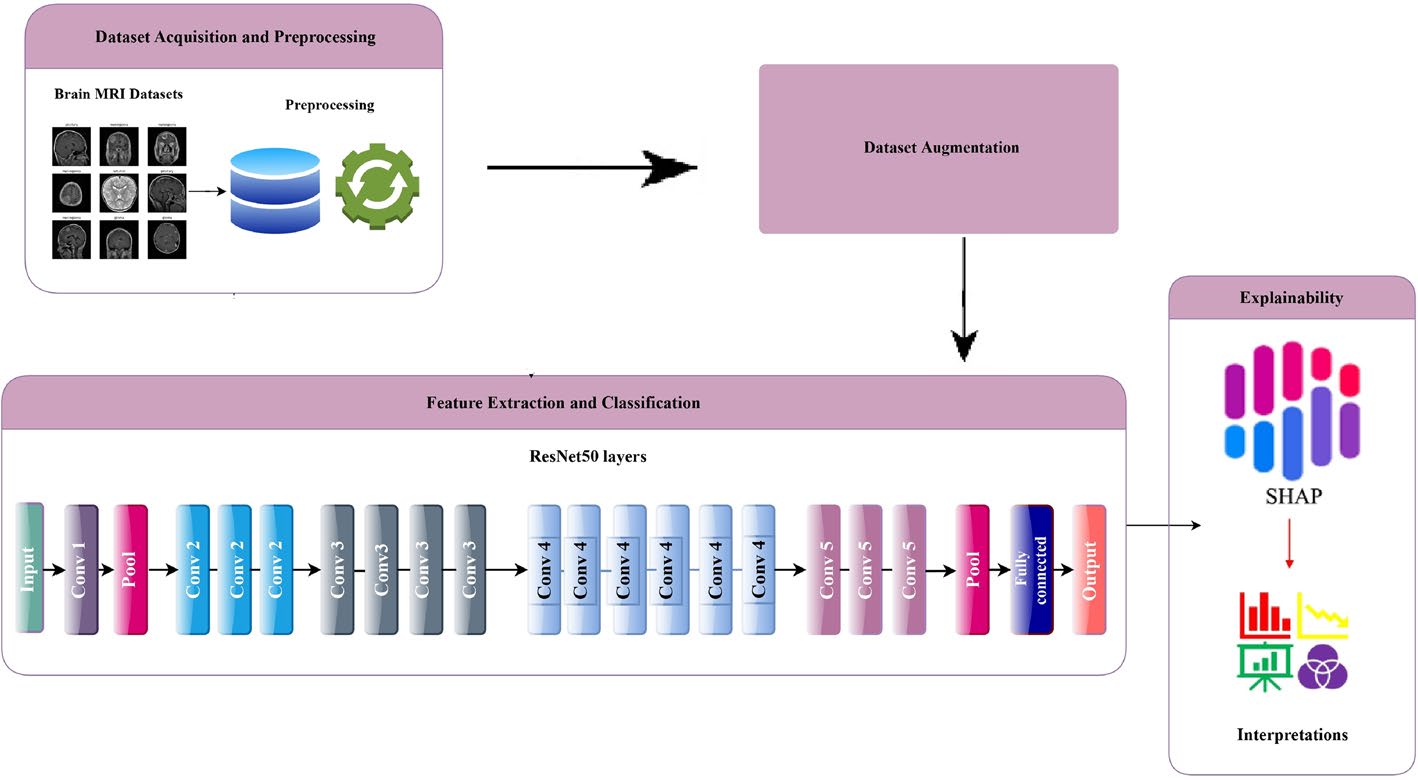 Dataset Acquisition and Preprocessing
Brain MRI Datasets
Preprocessing
Dataset Augmentation
Feature Extraction and Classification
ResNet50 layers
Input
Conv 1
Pool
Conv 2
Conv 2
Conv 2
Conv 3
Conv3
Conv 3
Conv 3
Conv 4
Conv 4
Conv 4
Conv 4
Conv 4
Conv 4
Conv 5
Conv 5
Conv 5
Pool
Fully
connected
Output
Explainability
SHAP
Interpretations